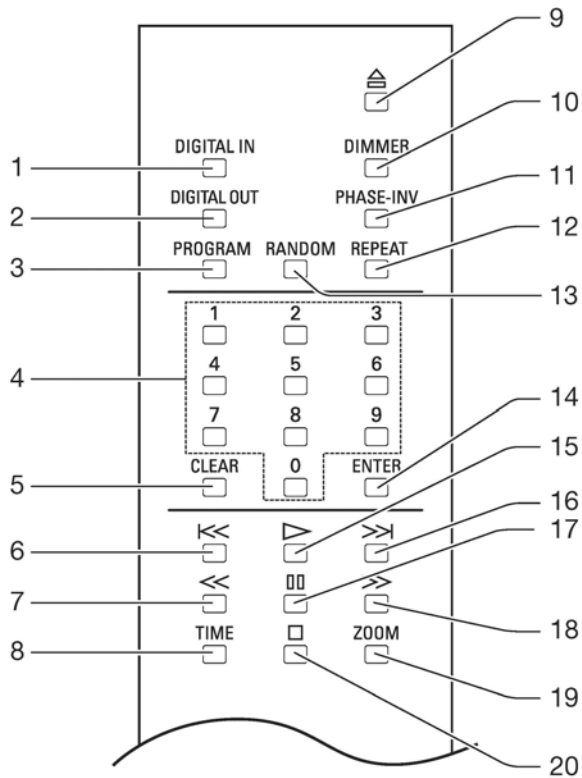 9
10
DIGITAL IN DIMMER
1
11
DIGITAL OUT PHASE-INV
2
12
PROGRAM RANDOM REPEAT
3
13
1 2 3
4
4 5 6
7 8 9
14
15
CLEAR 0 ENTER
5
16
6
17
7
18
TIME ZOOM
8
19
20